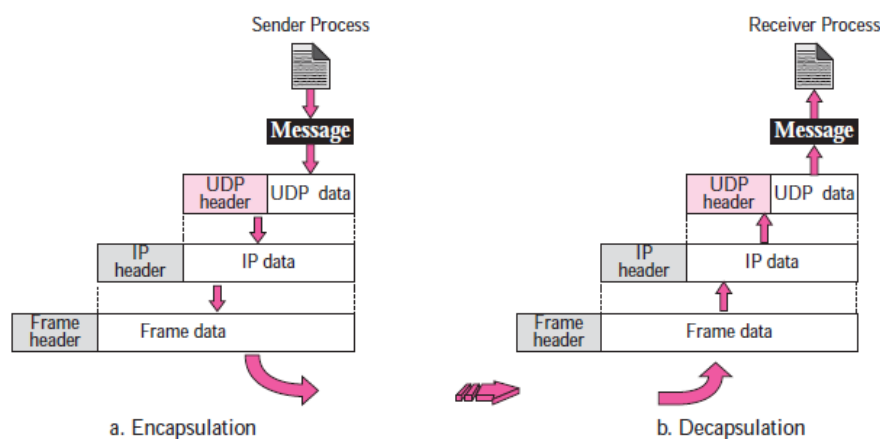 Sender Process
Message
UDP
header
UDP data
IP
header
IP data
Frame
header
Frame data
a. Encapsulation
Receiver Process
Message
UDP
header
UDP data
IP
header
IP data
Frame
header
Frame data
b. Decapsulation